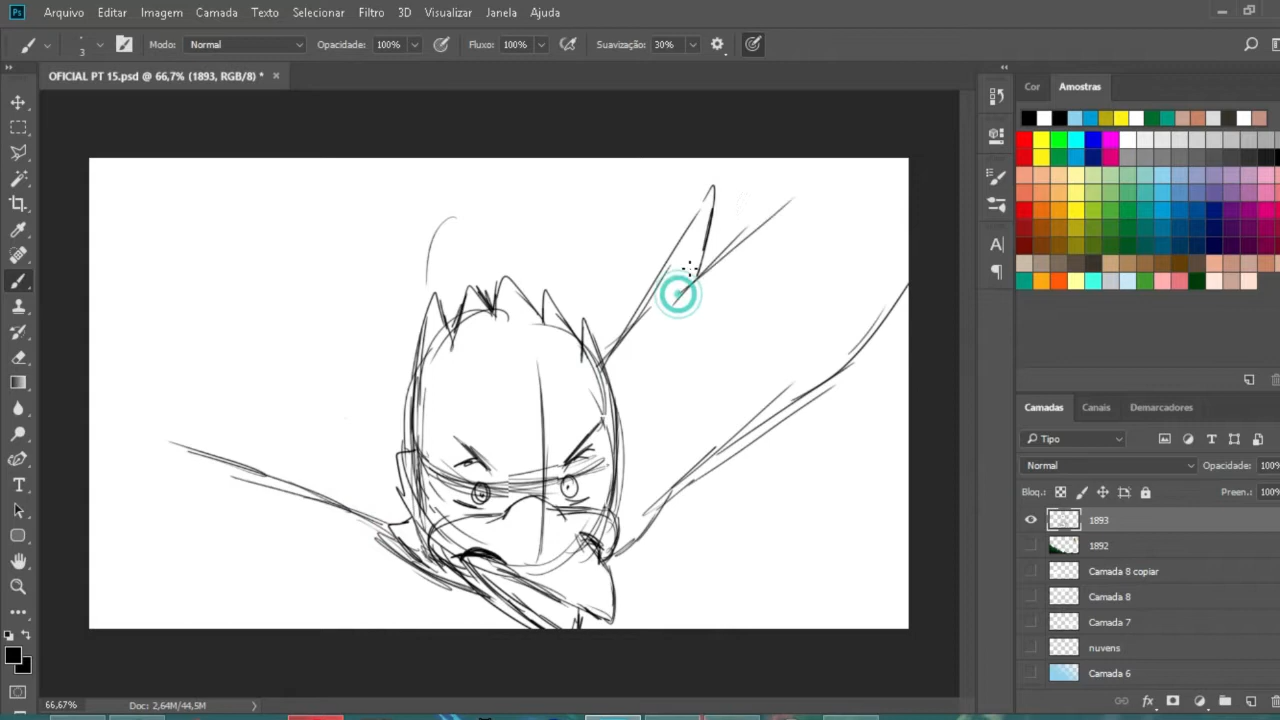 Ps Arquivo Editar Imagem Camada Texto Selecionar Filtro 3D Visualizar Janela Ajuda
3 Modo: Normal Opacidade: 100% Fluxo: 100% Suavização: 30%
OFICIAL PT 15.psd @ 66,7% (1893, RGB/8) * ×
Cor Amostras
Camadas Canais Demarcadores
Tipo
Normal Opacidade: 100%
Bloq.: Preen.: 100%
1893
1892
Camada 8 copiar
Camada 8
Camada 7
nuvens
Camada 6
66,67% Doc: 2,64M/44,5M